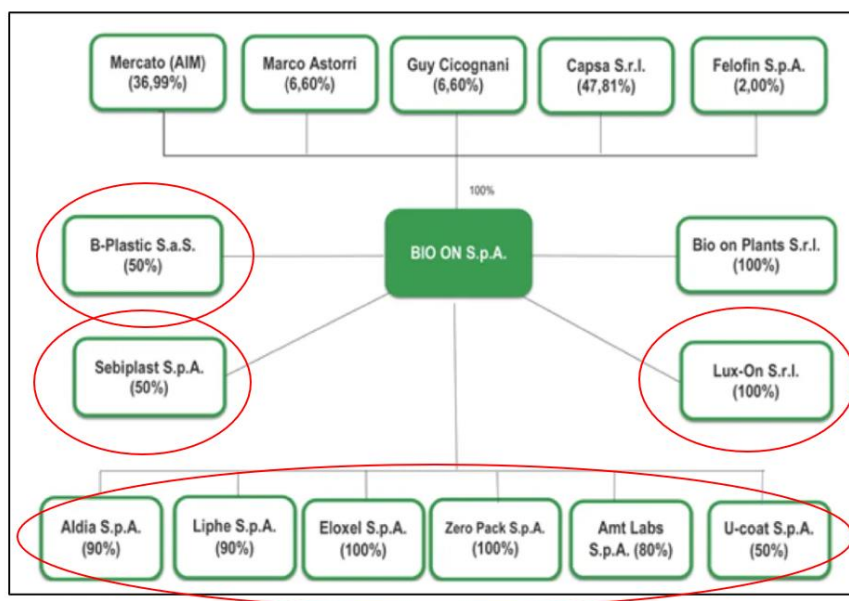 Mercato (AIM)
(36,99%)
Marco Astorri
(6,60%)
Guy Cicognani
(6,60%)
Capsa S.r.l.
(47,81%)
Felofin S.p.A.
(2,00%)
100%
B-Plastic S.a.S.
(50%)
BIO ON S.p.A.
Bio on Plants S.r.l.
(100%)
Sebiplast S.p.A.
(50%)
Lux-On S.r.l.
(100%)
Aldia S.p.A.
(90%)
Liphe S.p.A.
(90%)
Eloxel S.p.A.
(100%)
Zero Pack S.p.A.
(100%)
Amt Labs
S.p.A. (80%)
U-coat S.p.A.
(50%)